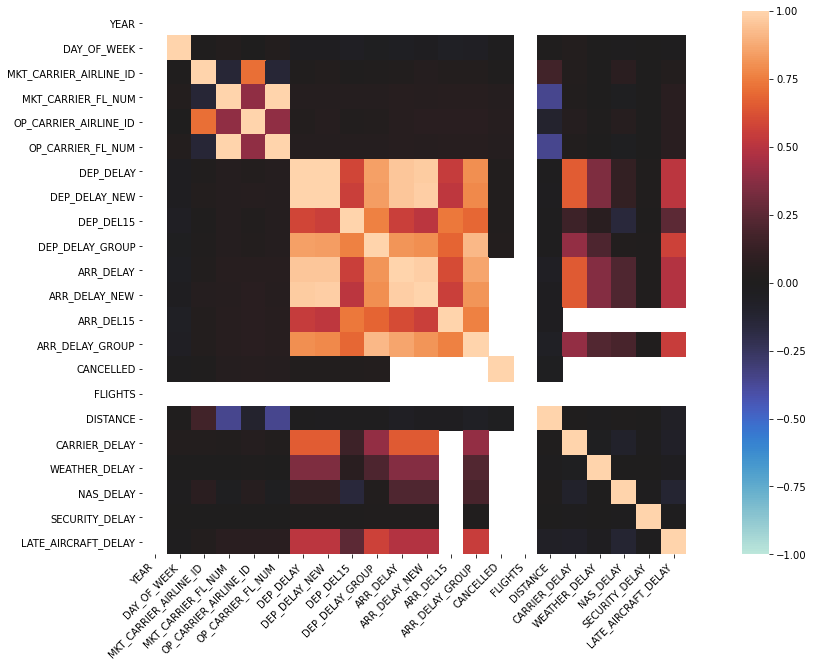 YEAR
DAY_OF_WEEK
MKT_CARRIER_AIRLINE_ID
MKT_CARRIER_FL_NUM
OP_CARRIER_AIRLINE_ID
OP_CARRIER_FL_NUM
DEP_DELAY
DEP_DELAY_NEW
DEP_DEL15
DEP_DELAY_GROUP
ARR_DELAY
ARR_DELAY_NEW
ARR_DEL15
ARR_DELAY_GROUP
CANCELLED
FLIGHTS
DISTANCE
CARRIER_DELAY
WEATHER_DELAY
NAS_DELAY
SECURITY_DELAY
LATE_AIRCRAFT_DELAY
YEAR
DAY_OF_WEEK
MKT_CARRIER_AIRLINE_ID
MKT_CARRIER_FL_NUM
OP_CARRIER_AIRLINE_ID
OP_CARRIER_FL_NUM
DEP_DELAY
DEP_DELAY_NEW
DEP_DEL15
DEP_DELAY_GROUP
ARR_DELAY
ARR_DELAY_NEW
ARR_DEL15
ARR_DELAY_GROUP
CANCELLED
FLIGHTS
DISTANCE
CARRIER_DELAY
WEATHER_DELAY
NAS_DELAY
SECURITY_DELAY
LATE_AIRCRAFT_DELAY
1.00
0.75
0.50
0.25
0.00
−0.25
−0.50
−0.75
−1.00